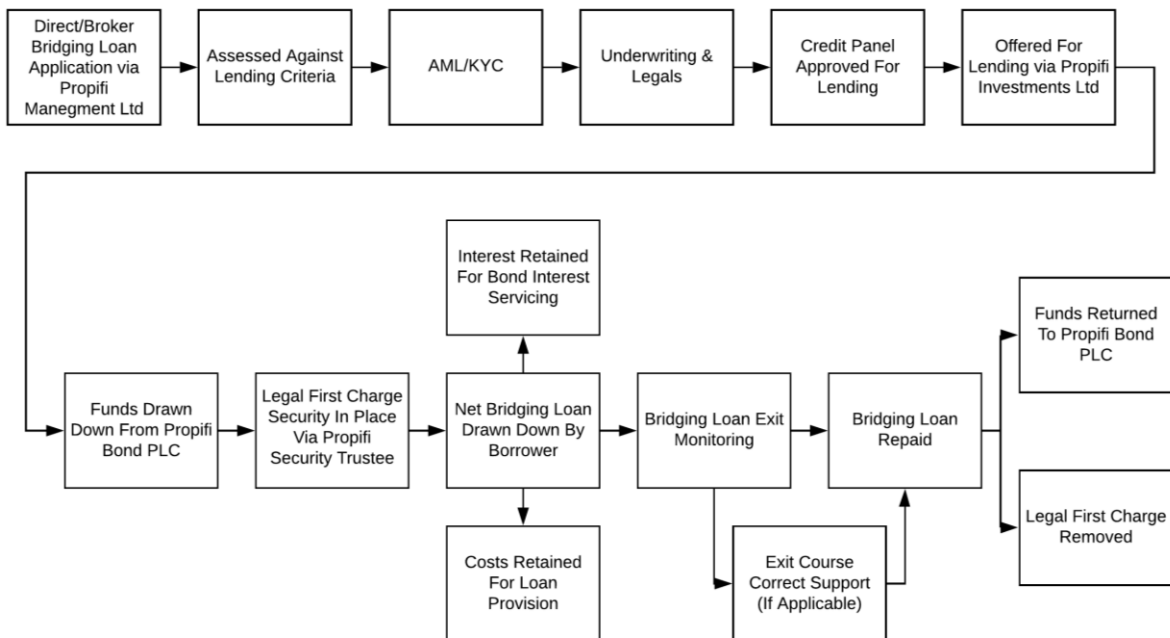 Direct/Broker
Bridging Loan
Application via
Propifi
Managment Ltd
Assessed Against
Lending Criteria
AML/KYC
Underwriting &
Legals
Credit Panel
Approved For
Lending
Offered For
Lending via Propifi
Investments Ltd
Interest Retained
For Bond Interest
Servicing
Funds Drawn
Down From Propifi
Bond PLC
Legal First Charge
Security In Place
Via Propifi
Security Trustee
Net Bridging Loan
Drawn Down By
Borrower
Bridging Loan Exit
Monitoring
Bridging Loan
Repaid
Funds Returned
To Propifi Bond
PLC
Legal First Charge
Removed
Costs Retained
For Loan
Provision
Exit Course
Correct Support
(If Applicable)